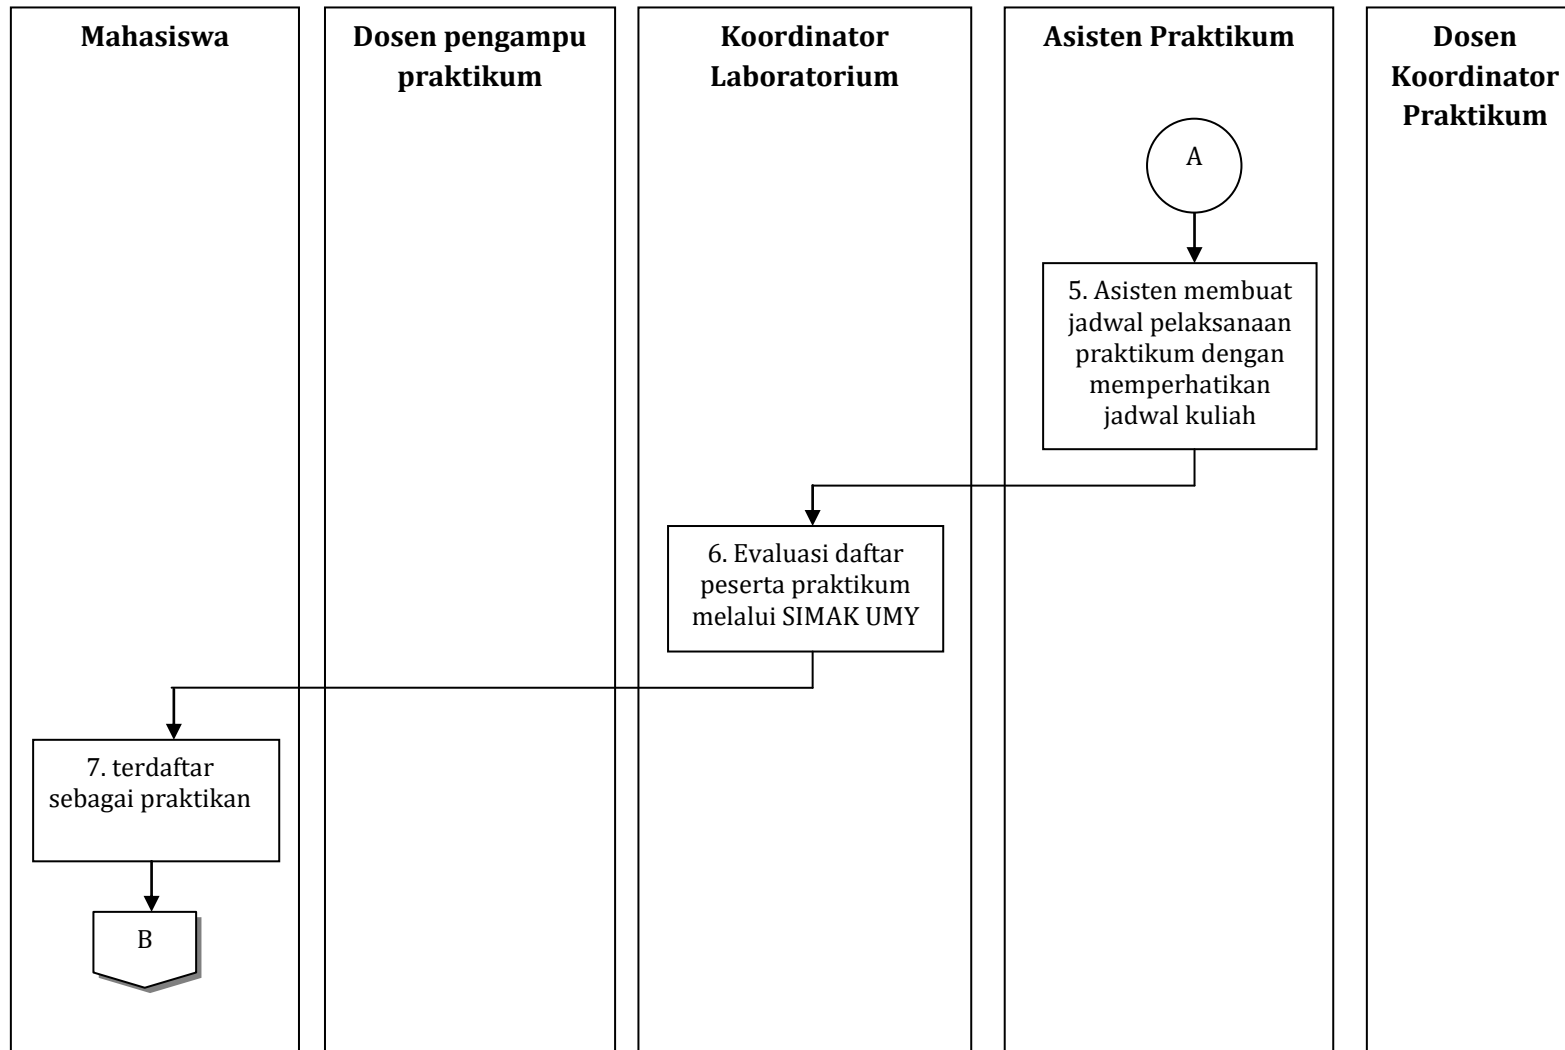 Mahasiswa
Dosen pengampu
praktikum
Koordinator
Laboratorium
Asisten Praktikum
Dosen
Koordinator
Praktikum
A
5. Asisten membuat
jadwal pelaksanaan
praktikum dengan
memperhatikan
jadwal kuliah
6. Evaluasi daftar
peserta praktikum
melalui SIMAK UMY
7. terdaftar
sebagai praktikan
B